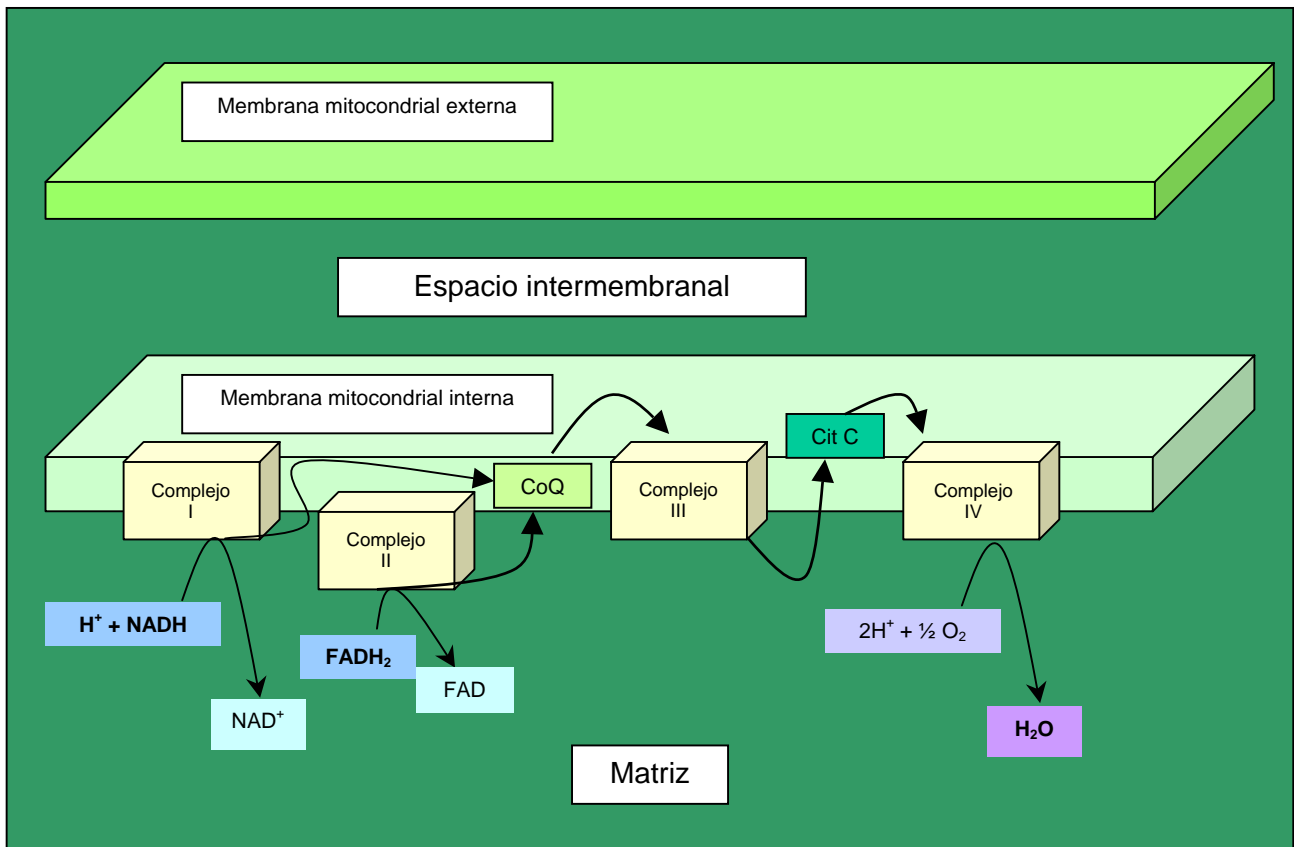 Membrana mitocondrial externa
Espacio intermembranal
Membrana mitocondrial interna
Cit C
CoQ
Complejo
I
Complejo
II
Complejo
III
Complejo
IV
H⁺ + NADH
NAD⁺
FADH₂
FAD
2H⁺ + ½ O₂
H₂O
Matriz